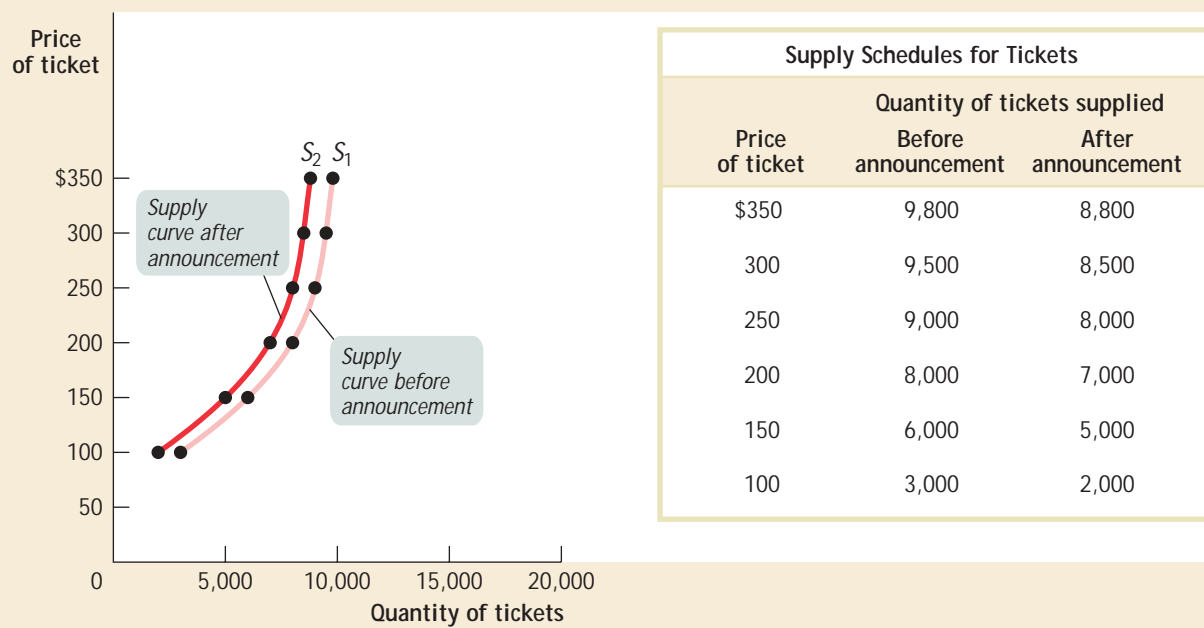 Price
of ticket
S2 S1
$350
300
250
200
150
100
50
0
5,000 10,000 15,000 20,000
Quantity of tickets
Supply
curve after
announcement
Supply
curve before
announcement
Supply Schedules for Tickets
Quantity of tickets supplied
Price Before After
of ticket announcement announcement
$350 9,800 8,800
300 9,500 8,500
250 9,000 8,000
200 8,000 7,000
150 6,000 5,000
100 3,000 2,000